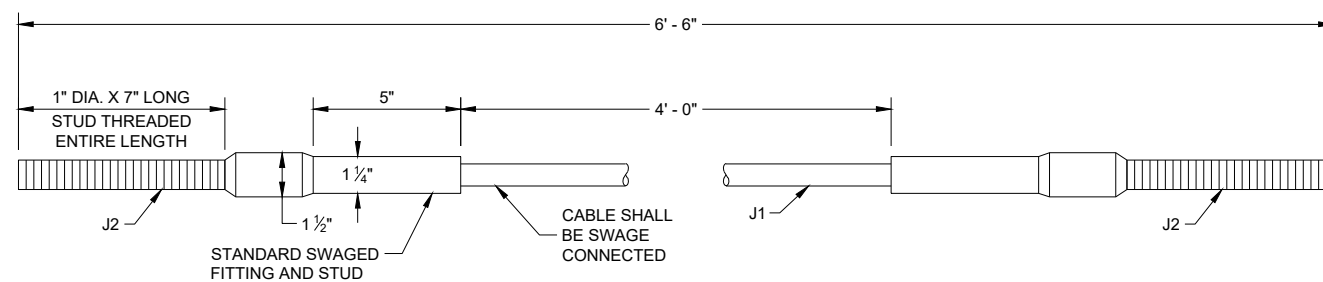 6' - 6"
1" DIA. X 7" LONG
STUD THREADED
ENTIRE LENGTH
5"
4' - 0"
1 ¼"
J2
1 ½"
STANDARD SWAGED
FITTING AND STUD
CABLE SHALL
BE SWAGE
CONNECTED
J1
J2